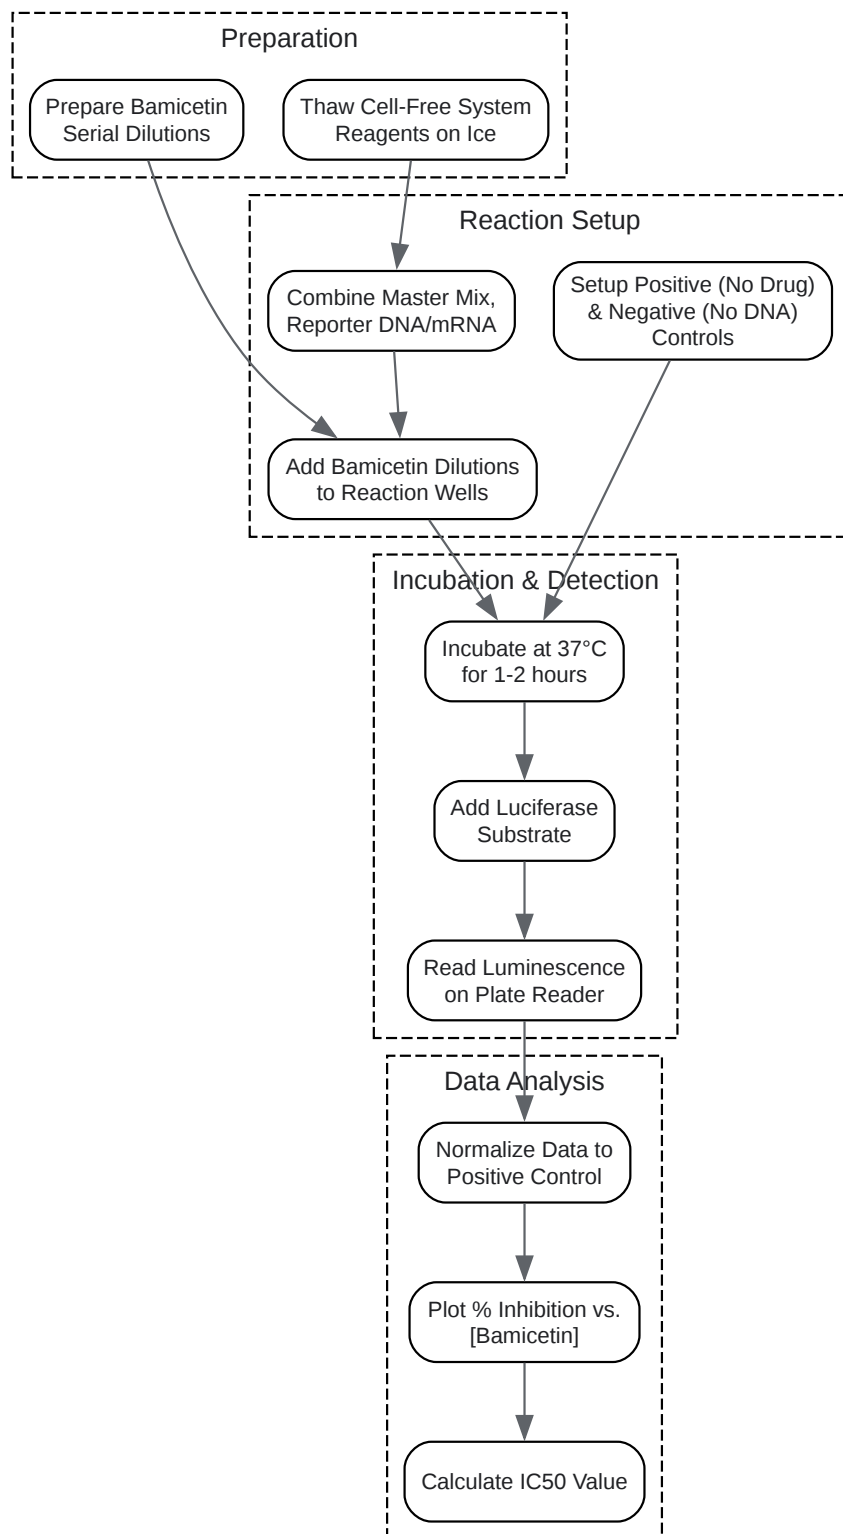 Preparation
Prepare Bamicetin
Serial Dilutions
Thaw Cell-Free System
Reagents on Ice
Reaction Setup
Combine Master Mix,
Reporter DNA/mRNA
Setup Positive (No Drug)
& Negative (No DNA)
Controls
Add Bamicetin Dilutions
to Reaction Wells
Incubation & Detection
Incubate at 37°C
for 1-2 hours
Add Luciferase
Substrate
Read Luminescence
on Plate Reader
Data Analysis
Normalize Data to
Positive Control
Plot % Inhibition vs.
[Bamicetin]
Calculate IC50 Value